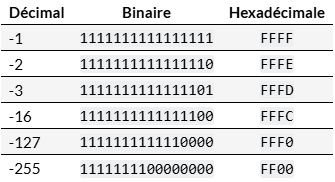 Décimal Binaire Hexadécimale
-1 1111111111111111 FFFF
-2 1111111111111110 FFFE
-3 1111111111111101 FFFD
-16 1111111111111100 FFFC
-127 1111111111110000 FFF0
-255 1111111100000000 FF00